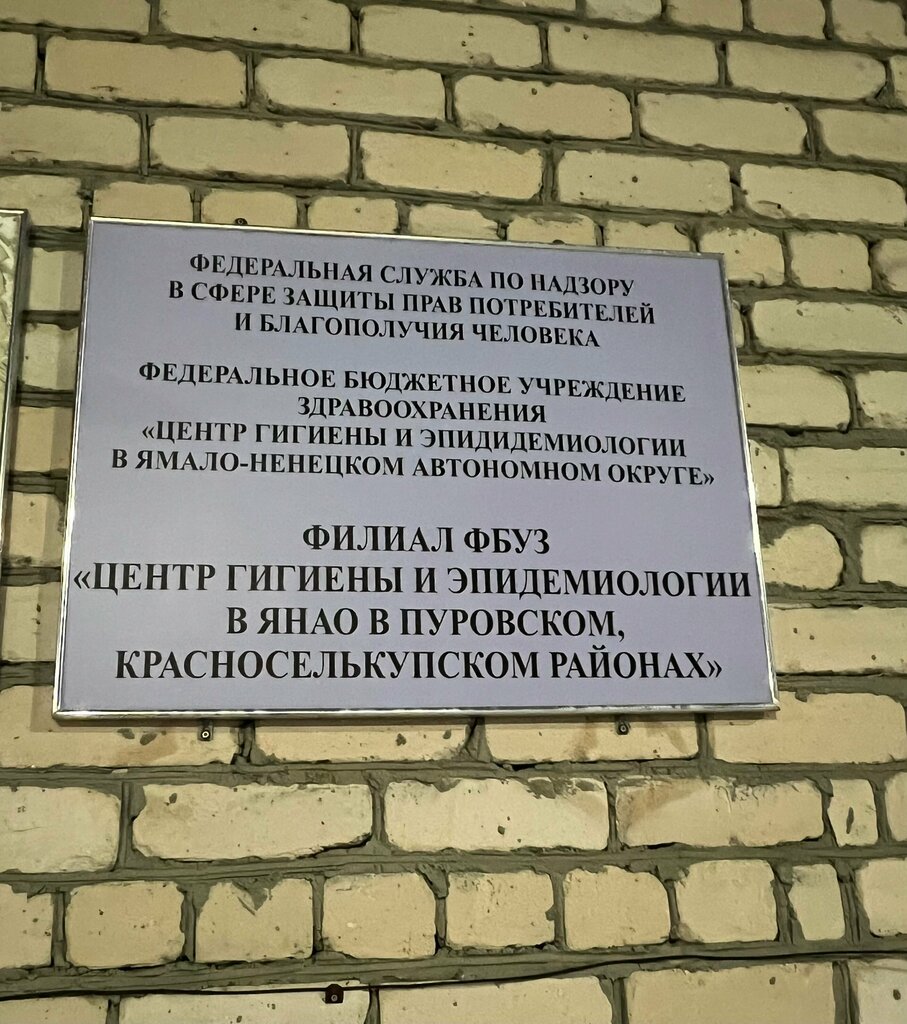 ФЕДЕРАЛЬНАЯ СЛУЖБА ПО НАДЗОРУ
В СФЕРЕ ЗАЩИТЫ ПРАВ ПОТРЕБИТЕЛЕЙ
И БЛАГОПОЛУЧИЯ ЧЕЛОВЕКА
ФЕДЕРАЛЬНОЕ БЮДЖЕТНОЕ УЧРЕЖДЕНИЕ
ЗДРАВООХРАНЕНИЯ
«ЦЕНТР ГИГИЕНЫ И ЭПИДИДЕМИОЛОГИИ
В ЯМАЛО-НЕНЕЦКОМ АВТОНОМНОМ ОКРУГЕ»
ФИЛИАЛ ФБУЗ
«ЦЕНТР ГИГИЕНЫ И ЭПИДЕМИОЛОГИИ
В ЯНАО В ПУРОВСКОМ,
КРАСНОСЕЛЬКУПСКОМ РАЙОНАХ»